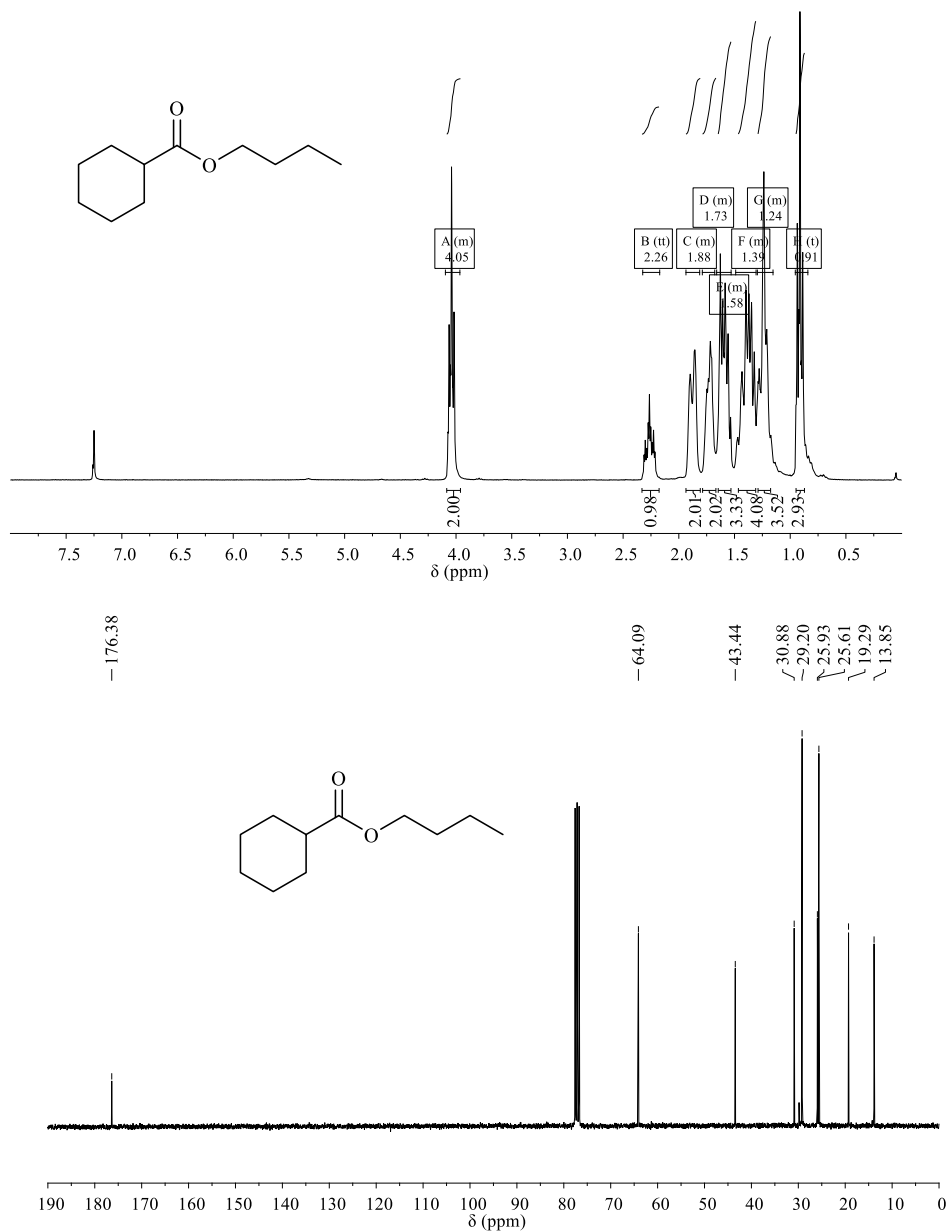 O
O
D (m)
1.73
G (m)
1.24
A (m)
4.05
B (tt)
2.26
C (m)
1.88
F (m)
1.39
H (t)
0.91
E (m)
1.58
2.00
0.98
2.01
2.02
3.33
4.08
3.52
2.93
7.5 7.0 6.5 6.0 5.5 5.0 4.5 4.0 3.5 3.0 2.5 2.0 1.5 1.0 0.5
δ (ppm)
176.38
64.09
43.44
30.88
29.20
25.93
25.61
19.29
13.85
O
O
190 180 170 160 150 140 130 120 110 100 90 80 70 60 50 40 30 20 10 0
δ (ppm)